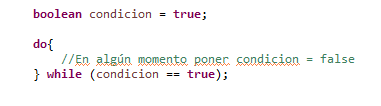 boolean condicion = true;
do{
//En algún momento poner condicion = false
} while (condicion == true);